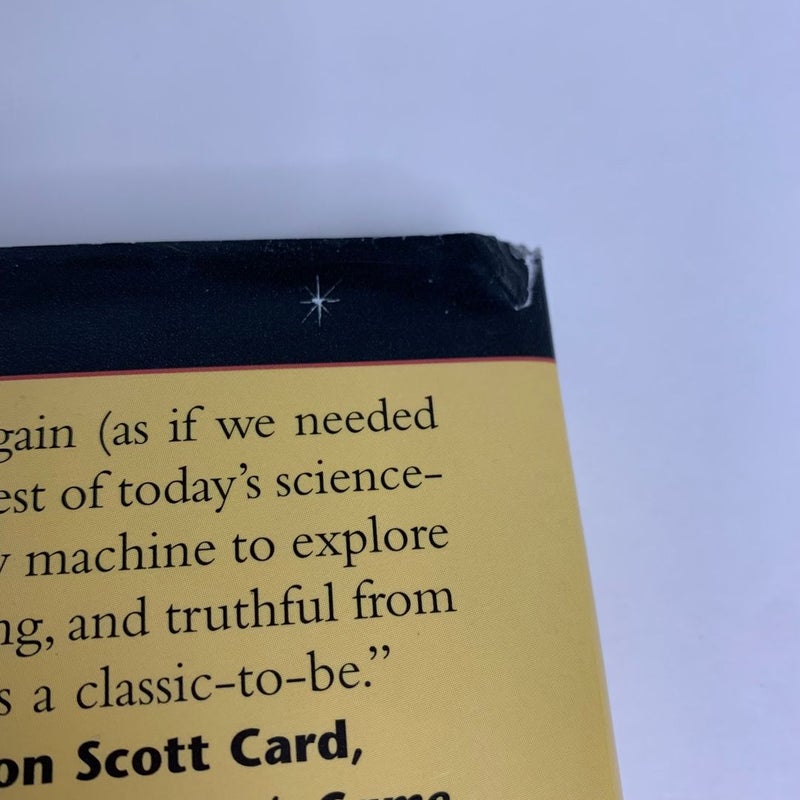 gain (as if we needed
est of today's science-
machine to explore
ng, and truthful from
s a classic-to-be."
on Scott Card,
Game